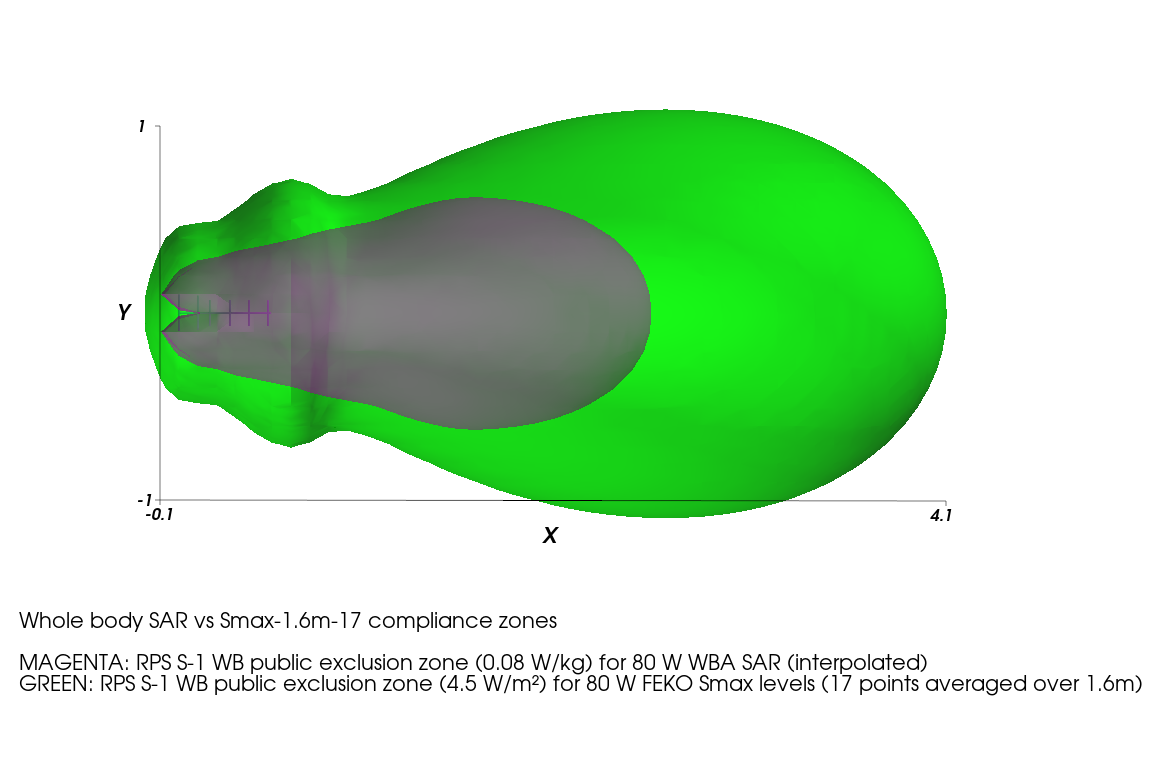 1
Y
-1
-0.1
4.1
X
Whole body SAR vs Smax-1.6m-17 compliance zones
MAGENTA: RPS S-1 WB public exclusion zone (0.08 W/kg) for 80 W WBA SAR (interpolated)
GREEN: RPS S-1 WB public exclusion zone (4.5 W/m²) for 80 W FEKO Smax levels (17 points averaged over 1.6m)